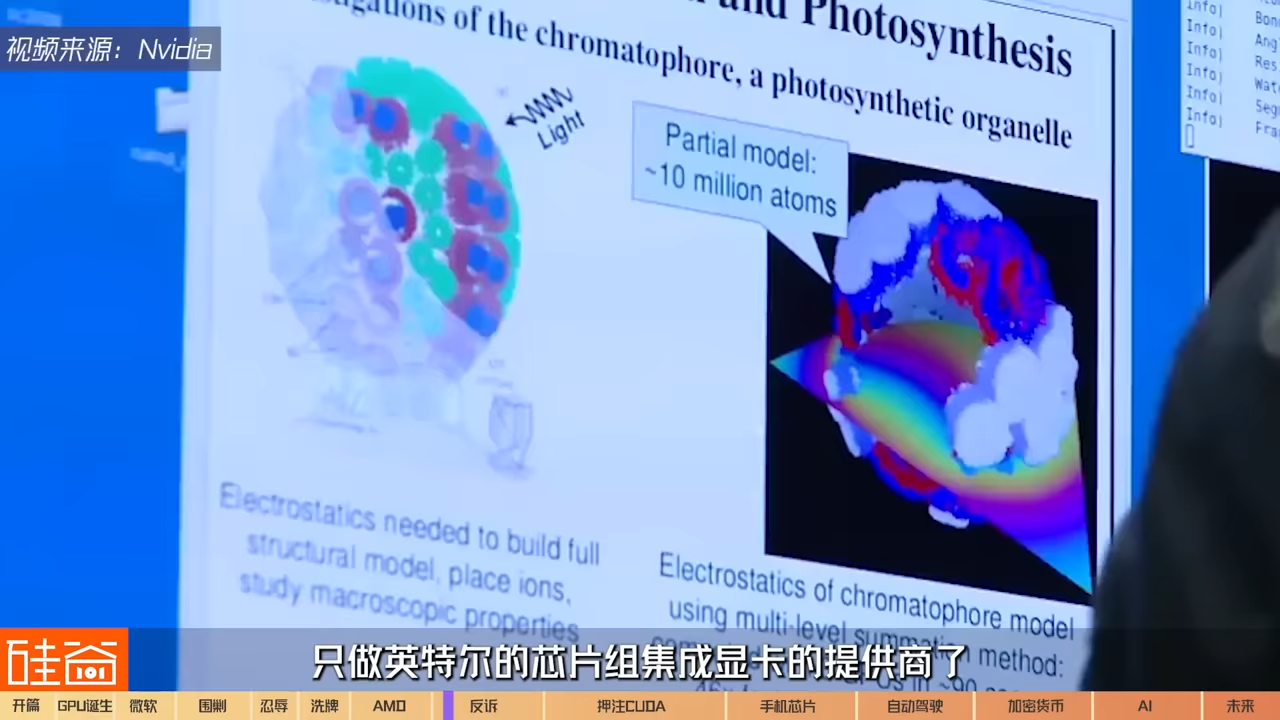 视频来源：Nvidia
and Photosynthesis
of the chromatophore, a photosynthetic organelle
Light
Partial model:
~10 million atoms
Electrostatics needed to build full
structural model, place ions,
study macroscopic properties
Electrostatics of chromatophore model
using multi-level summation method:
Info)
Info)
Info)
Info)
Info)
Info)
硅谷
101
只做英特尔的芯片组集成显卡的提供商了
开篇 GPU诞生 微软 围剿 忍辱 洗牌 AMD 反诉 押注CUDA 手机芯片 自动驾驶 加密货币 AI 未来